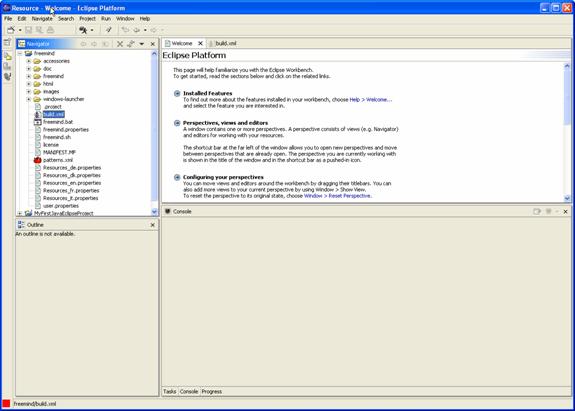 Resource - Welcome - Eclipse Platform
File Edit Navigate Search Project Run Window Help
Navigator
freemind
accessories
doc
freemind
html
images
windows-launcher
.project
build.xml
freemind.bat
freemind.properties
freemind.sh
license
MANIFEST.MF
patterns.xml
Resources_de.properties
Resources_dk.properties
Resources_en.properties
Resources_fr.properties
Resources_it.properties
user.properties
MyFirstJavaEclipseProject
Outline
An outline is not available.
Welcome build.xml
Eclipse Platform
This page will help familiarize you with the Eclipse Workbench.
To get started, read the sections below and click on the related links.
Installed Features
To find out more about the features installed in your workbench, choose Help > Welcome...
and select the feature you are interested in.
Perspectives, views and editors
A window contains one or more perspectives. A perspective consists of views (e.g. Navigator)
and editors for working with your resources.
The shortcut bar at the far left of the window allows you to open new perspectives and move
between perspectives that are already open. The perspective you are currently working with
is shown in the title of the window and in the shortcut bar as a pushed-in icon.
Configuring your perspectives
You can move views and editors around the workbench by dragging their titlebars. You can
also add more views to your current perspective by using Window > Show View.
To reset the perspective to its original state, choose Window > Reset Perspective.
Console
Tasks Console Progress
freemind/build.xml